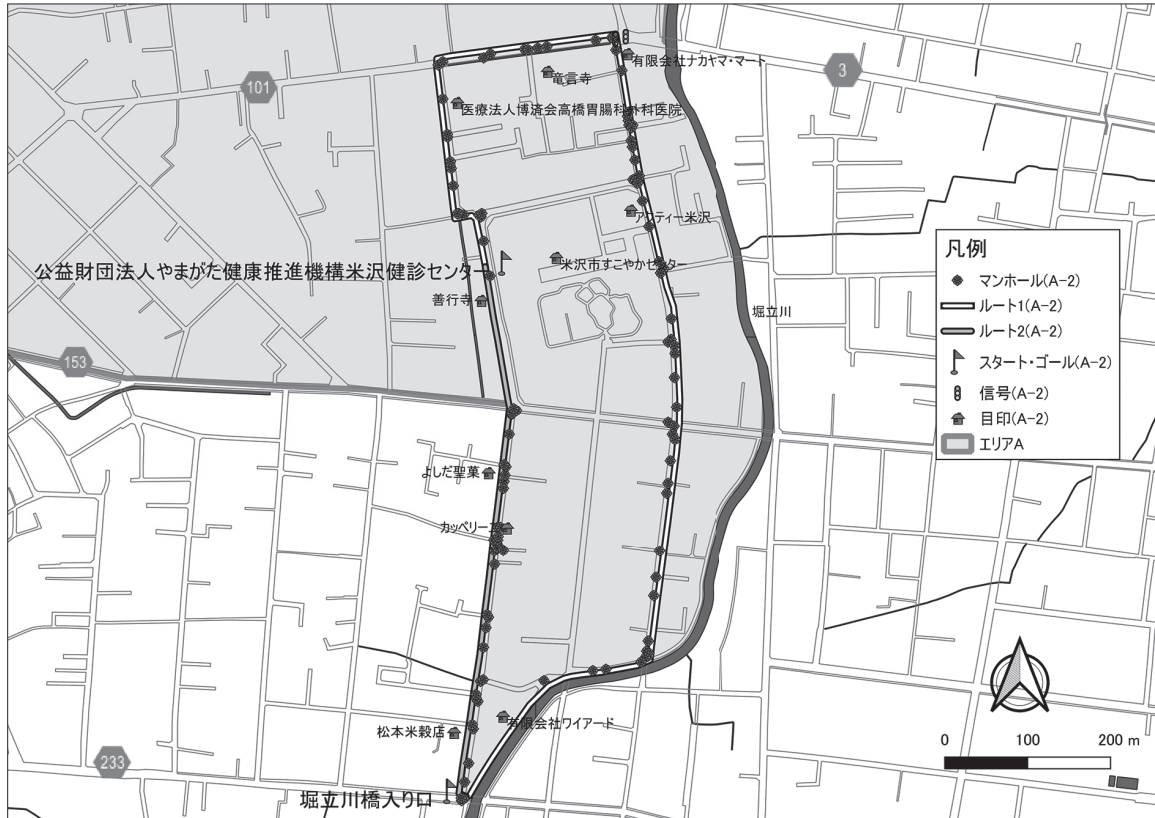 有限会社ナカヤマ・マート
3
竜言寺
101
医療法人博済会高橋胃腸科外科医院
アクティー米沢
凡例
マンホール(A-2)
ルート1(A-2)
ルート2(A-2)
スタート・ゴール(A-2)
信号(A-2)
目印(A-2)
エリアA
公益財団法人やまがた健康推進機構米沢健診センター
米沢市すこやかセンター
善行寺
堀立川
153
よしだ聖菓
カッペリーニ
有限会社ワイアード
松本米穀店
233
堀立川橋入り口
0 100 200 m